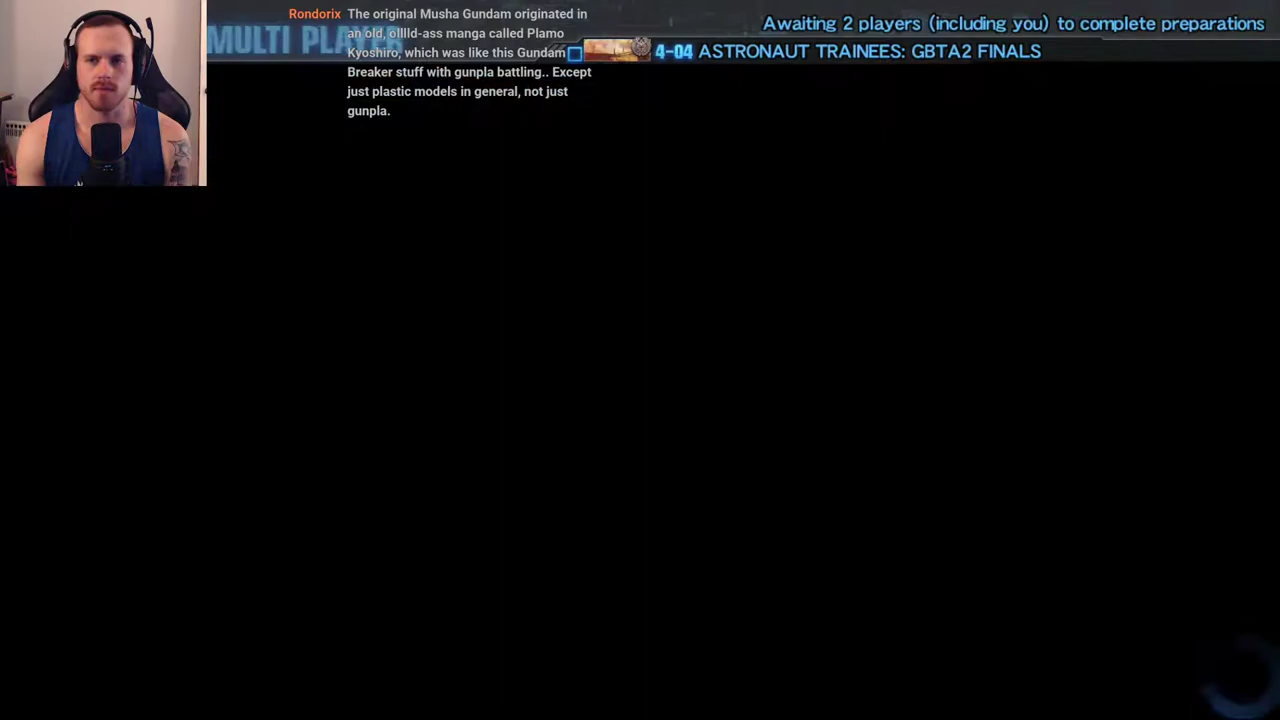 Rondorix The original Musha Gundam originated in
an old, olllld-ass manga called Plamo
Kyoshiro, which was like this Gundam
Breaker stuff with gunpla battling.. Except
just plastic models in general, not just
gunpla.
MULTI PLAYER
Awaiting 2 players (including you) to complete preparations
4-04 ASTRONAUT TRAINEES: GBTA2 FINALS